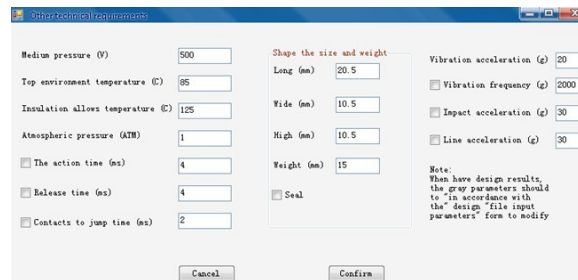 Other technical requirements
Medium pressure (V) 500
Top environment temperature (C) 85
Insulation allows temperature (C) 125
Atmospheric pressure (ATM) 1
The action time (ms) 4
Release time (ms) 4
Contacts to jump time (ms) 2
Shape the size and weight
Long (mm) 20.5
Wide (mm) 10.5
High (mm) 10.5
Weight (mm) 15
Seal
Vibration acceleration (g) 20
Vibration frequency (g) 2000
Impact acceleration (g) 30
Line acceleration (g) 30
Note:
When have design results,
the gray parameters should
to "in accordance with
the" design "file input
parameters" form to modify
Cancel
Confirm